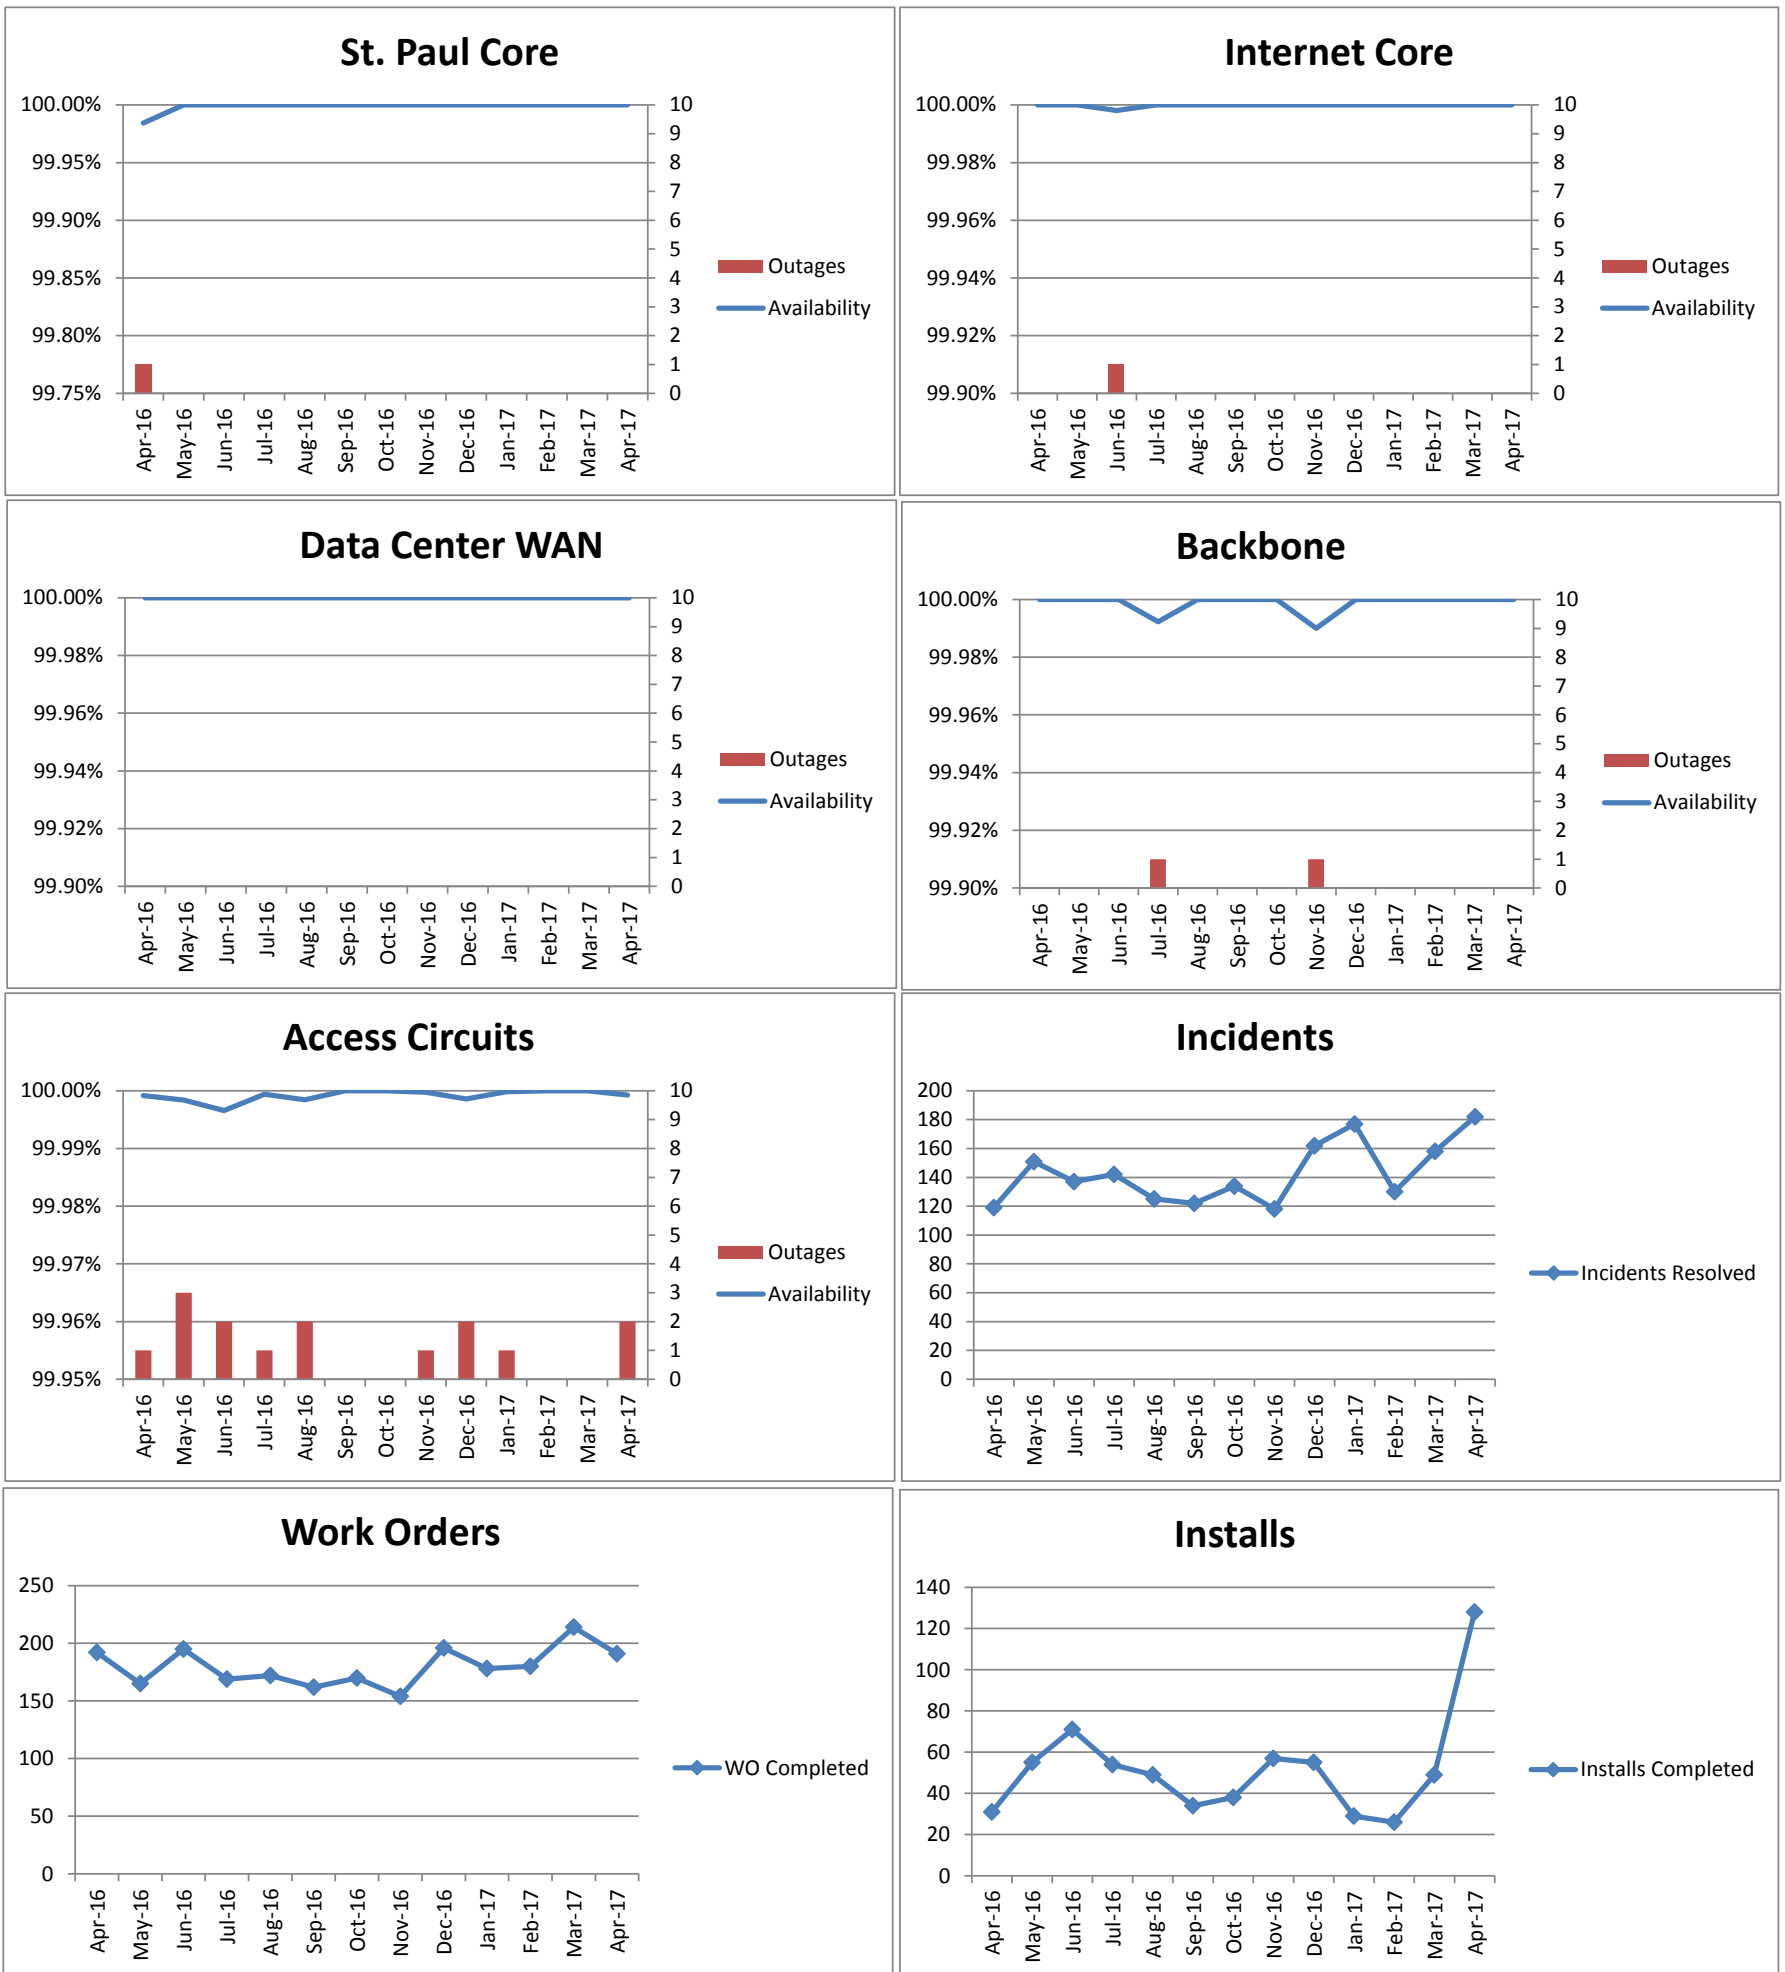 St. Paul Core
100.00%
99.95%
99.90%
99.85%
99.80%
99.75%
10
9
8
7
6
5
4
3
2
1
0
Outages
Availability
Apr-16
May-16
Jun-16
Jul-16
Aug-16
Sep-16
Oct-16
Nov-16
Dec-16
Jan-17
Feb-17
Mar-17
Apr-17
Internet Core
100.00%
99.98%
99.96%
99.94%
99.92%
99.90%
10
9
8
7
6
5
4
3
2
1
0
Outages
Availability
Apr-16
May-16
Jun-16
Jul-16
Aug-16
Sep-16
Oct-16
Nov-16
Dec-16
Jan-17
Feb-17
Mar-17
Apr-17
Data Center WAN
100.00%
99.98%
99.96%
99.94%
99.92%
99.90%
10
9
8
7
6
5
4
3
2
1
0
Outages
Availability
Apr-16
May-16
Jun-16
Jul-16
Aug-16
Sep-16
Oct-16
Nov-16
Dec-16
Jan-17
Feb-17
Mar-17
Apr-17
Backbone
100.00%
99.98%
99.96%
99.94%
99.92%
99.90%
10
9
8
7
6
5
4
3
2
1
0
Outages
Availability
Apr-16
May-16
Jun-16
Jul-16
Aug-16
Sep-16
Oct-16
Nov-16
Dec-16
Jan-17
Feb-17
Mar-17
Apr-17
Access Circuits
100.00%
99.99%
99.98%
99.97%
99.96%
99.95%
10
9
8
7
6
5
4
3
2
1
0
Outages
Availability
Apr-16
May-16
Jun-16
Jul-16
Aug-16
Sep-16
Oct-16
Nov-16
Dec-16
Jan-17
Feb-17
Mar-17
Apr-17
Incidents
200
180
160
140
120
100
80
60
40
20
0
Incidents Resolved
Apr-16
May-16
Jun-16
Jul-16
Aug-16
Sep-16
Oct-16
Nov-16
Dec-16
Jan-17
Feb-17
Mar-17
Apr-17
Work Orders
250
200
150
100
50
0
WO Completed
Apr-16
May-16
Jun-16
Jul-16
Aug-16
Sep-16
Oct-16
Nov-16
Dec-16
Jan-17
Feb-17
Mar-17
Apr-17
Installs
140
120
100
80
60
40
20
0
Installs Completed
Apr-16
May-16
Jun-16
Jul-16
Aug-16
Sep-16
Oct-16
Nov-16
Dec-16
Jan-17
Feb-17
Mar-17
Apr-17